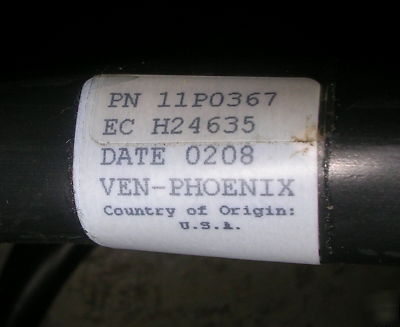 PN 11P0367
EC H24635
DATE 0208
VEN-PHOENIX
Country of Origin:
U.S.A.